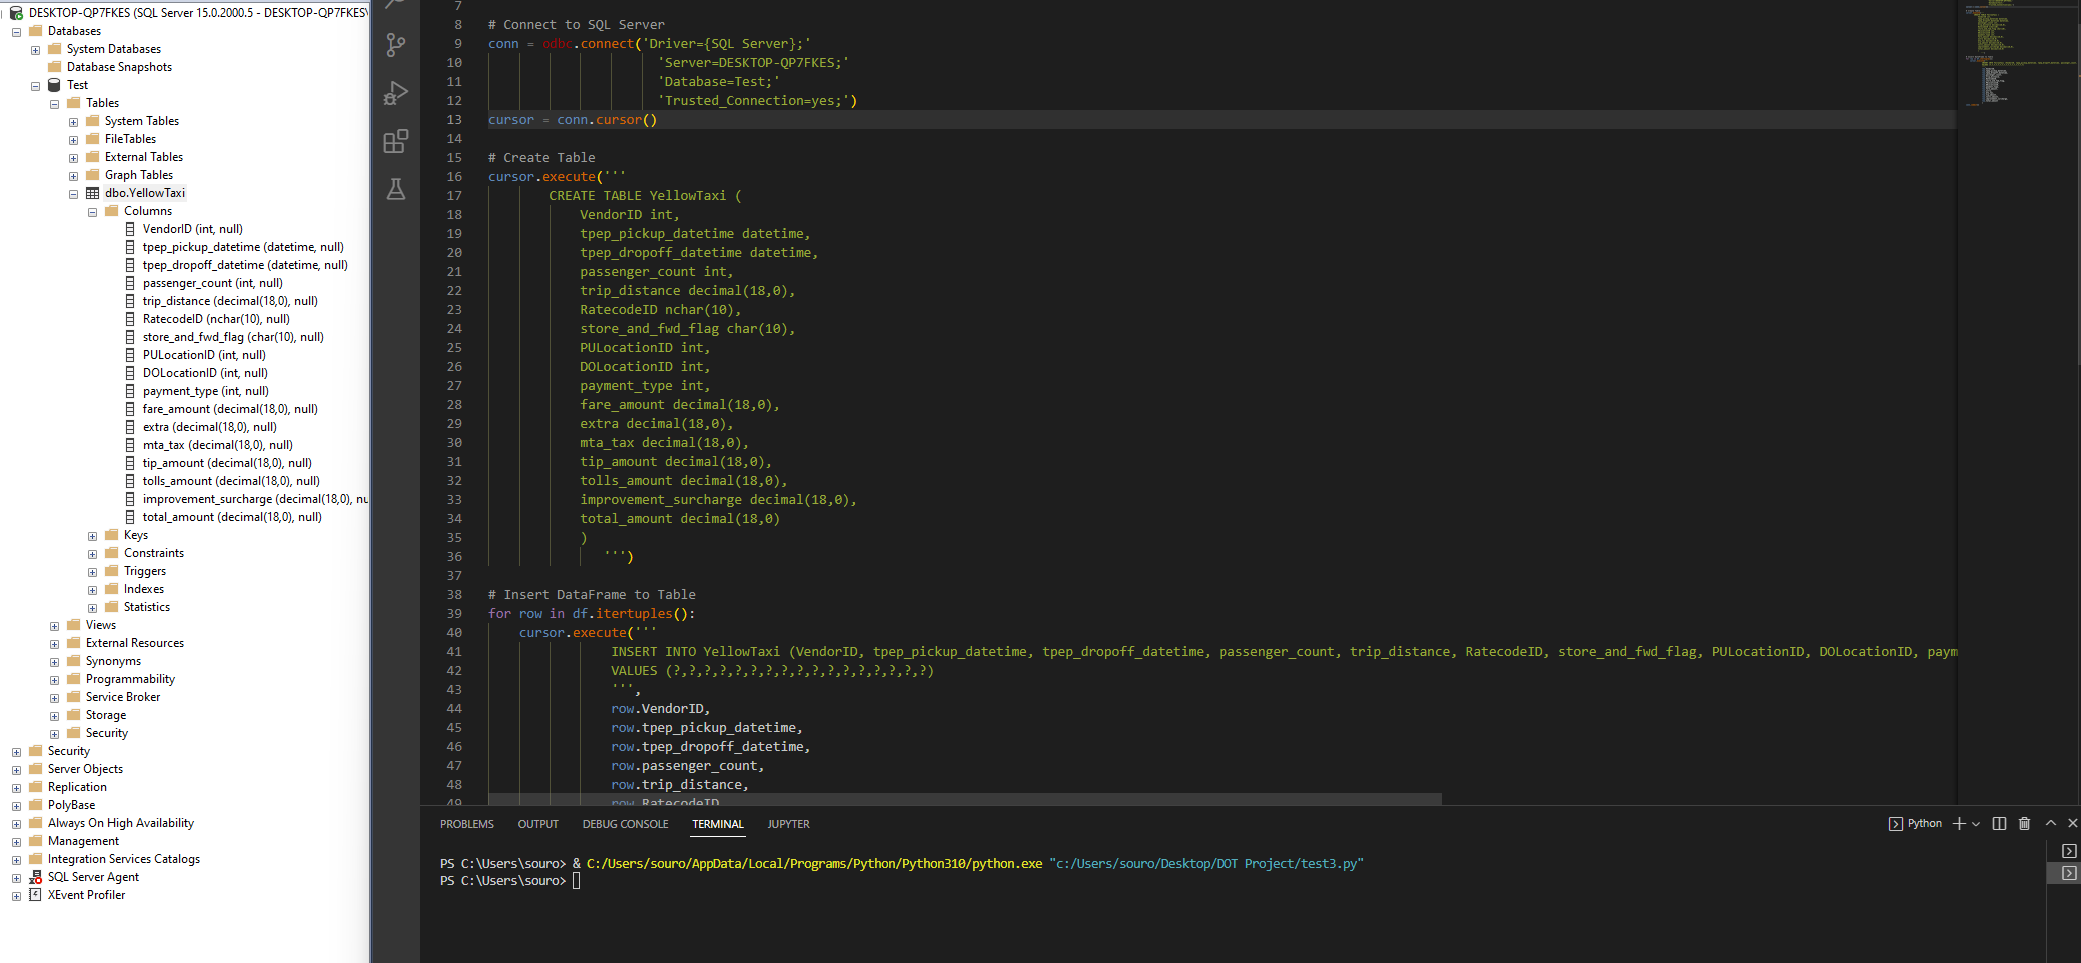 DESKTOP-QP7FKES (SQL Server 15.0.2000.5 - DESKTOP-QP7FKES\
Databases
System Databases
Database Snapshots
Test
Tables
System Tables
FileTables
External Tables
Graph Tables
dbo.YellowTaxi
Columns
VendorID (int, null)
tpep_pickup_datetime (datetime, null)
tpep_dropoff_datetime (datetime, null)
passenger_count (int, null)
trip_distance (decimal(18,0), null)
RatecodeID (nchar(10), null)
store_and_fwd_flag (char(10), null)
PULocationID (int, null)
DOLocationID (int, null)
payment_type (int, null)
fare_amount (decimal(18,0), null)
extra (decimal(18,0), null)
mta_tax (decimal(18,0), null)
tip_amount (decimal(18,0), null)
tolls_amount (decimal(18,0), null)
improvement_surcharge (decimal(18,0), nu
total_amount (decimal(18,0), null)
Keys
Constraints
Triggers
Indexes
Statistics
Views
External Resources
Synonyms
Programmability
Service Broker
Storage
Security
Security
Server Objects
Replication
PolyBase
Always On High Availability
Management
Integration Services Catalogs
SQL Server Agent
XEvent Profiler
7
8 # Connect to SQL Server
9 conn = odbc.connect('Driver={SQL Server};'
10 'Server=DESKTOP-QP7FKES;'
11 'Database=Test;'
12 'Trusted_Connection=yes;')
13 cursor = conn.cursor()
14
15 # Create Table
16 cursor.execute('''
17 CREATE TABLE YellowTaxi (
18 VendorID int,
19 tpep_pickup_datetime datetime,
20 tpep_dropoff_datetime datetime,
21 passenger_count int,
22 trip_distance decimal(18,0),
23 RatecodeID nchar(10),
24 store_and_fwd_flag char(10),
25 PULocationID int,
26 DOLocationID int,
27 payment_type int,
28 fare_amount decimal(18,0),
29 extra decimal(18,0),
30 mta_tax decimal(18,0),
31 tip_amount decimal(18,0),
32 tolls_amount decimal(18,0),
33 improvement_surcharge decimal(18,0),
34 total_amount decimal(18,0)
35 )
36 ''')
37
38 # Insert DataFrame to Table
39 for row in df.itertuples():
40 cursor.execute('''
41 INSERT INTO YellowTaxi (VendorID, tpep_pickup_datetime, tpep_dropoff_datetime, passenger_count, trip_distance, RatecodeID, store_and_fwd_flag, PULocationID, DOLocationID, paym
42 VALUES (?,?,?,?,?,?,?,?,?,?,?,?,?,?,?,?,?)
43 ''',
44 row.VendorID,
45 row.tpep_pickup_datetime,
46 row.tpep_dropoff_datetime,
47 row.passenger_count,
48 row.trip_distance,
49 row.RatecodeID
PROBLEMS OUTPUT DEBUG CONSOLE TERMINAL JUPYTER
Python
PS C:\Users\souro> & C:/Users/souro/AppData/Local/Programs/Python/Python310/python.exe "c:/Users/souro/Desktop/DOT Project/test3.py"
PS C:\Users\souro>